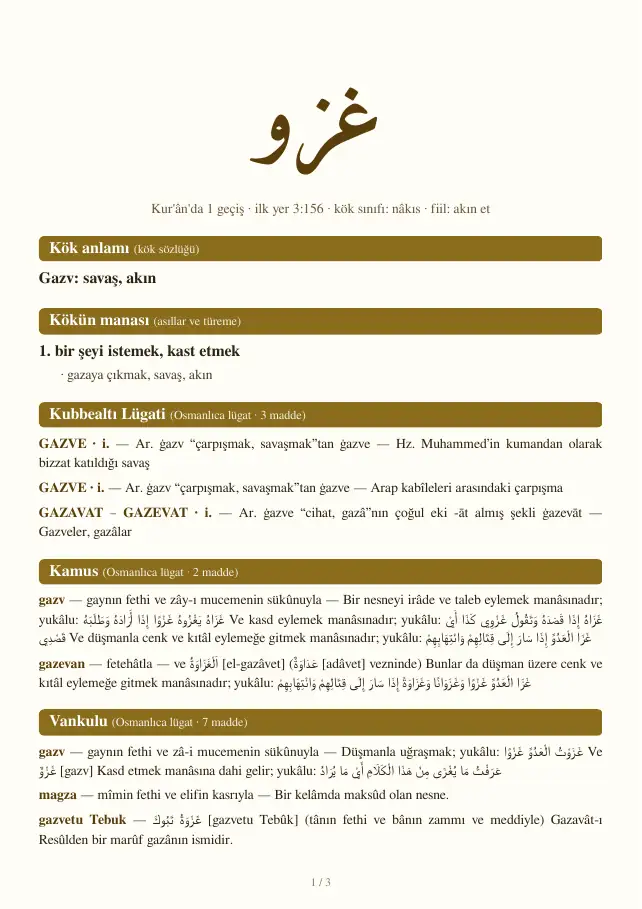 غزو
Kur'ân'da 1 geçiş · ilk yer 3:156 · kök sınıfı: nâkıs · fiil: akın et
Kök anlamı (kök sözlüğü)
Gazv: savaş, akın
Kökün manası (asıllar ve türeme)
1. bir şeyi istemek, kast etmek
· gazaya çıkmak, savaş, akın
Kubbealtı Lügati (Osmanlıca lügat · 3 madde)
GAZVE · i. — Ar. ġazv “çarpışmak, savaşmak”tan ġazve — Hz. Muhammed’in kumandan olarak
bizzat katıldığı savaş
GAZVE · i. — Ar. ġazv “çarpışmak, savaşmak”tan ġazve — Arap kabîleleri arasındaki çarpışma
GAZAVAT – GAZEVAT · i. — Ar. ġazve “cihat, gazâ”nın çoğul eki -āt almış şekli ġazevāt —
Gazveler, gazâlar
Kamus (Osmanlıca lügat · 2 madde)
gazv — gaynın fethi ve zây-ı mucemenin sükûnuyla — Bir nesneyi irâde ve taleb eylemek manâsınadır;
yukâlu: غَزَاهُ يَغْزُوهُ غَزْوًا إِذَا أَرَادَهُ وَطَلَبَهُ Ve kasd eylemek manâsınadır; yukâlu: غَزَاهُ إِذَا قَصَدَهُ وَتَقُولُ غَزْوِي كَذَا أَيْ
قَصْدِي Ve düşmanla cenk ve kıtâl eylemeğe gitmek manâsınadır; yukâlu: غَزَا الْعَدُوَّ إِذَا سَارَ إِلَى قِتَالِهِمْ وَانْتِهَابِهِمْ
gazevan — fetehâtla — ve اَلْغَزَاوَةُ [el-gazâvet] (عَدَاوَةٌ [adâvet] vezninde) Bunlar da düşman üzere cenk ve
kıtâl eylemeğe gitmek manâsınadır; yukâlu: غَزَا الْعَدُوَّ غَزْوًا وَغَزَوَانًا وَغَزَاوَةً إِذَا سَارَ إِلَى قِتَالِهِمْ وَانْتِهَابِهِمْ
Vankulu (Osmanlıca lügat · 7 madde)
gazv — gaynın fethi ve zâ-i mucemenin sükûnuyla — Düşmanla uğraşmak; yukâlu: غَزَوْتُ الْعَدُوَّ غَزْوًا Ve
غَزْوٌ [gazv] Kasd etmek manâsına dahi gelir; yukâlu: عَرَفْتُ مَا يُغْزَى مِنْ هَذَا الْكَلَامِ أَيْ مَا يُرَادُ
magza — mîmin fethi ve elifin kasrıyla — Bir kelâmda maksûd olan nesne.
gazvetu Tebuk — غَزْوَةُ تَبُوكَ [gazvetu Tebûk] (tânın fethi ve bânın zammı ve meddiyle) Gazavât-ı
Resûlden bir marûf gazânın ismidir.
1 / 3